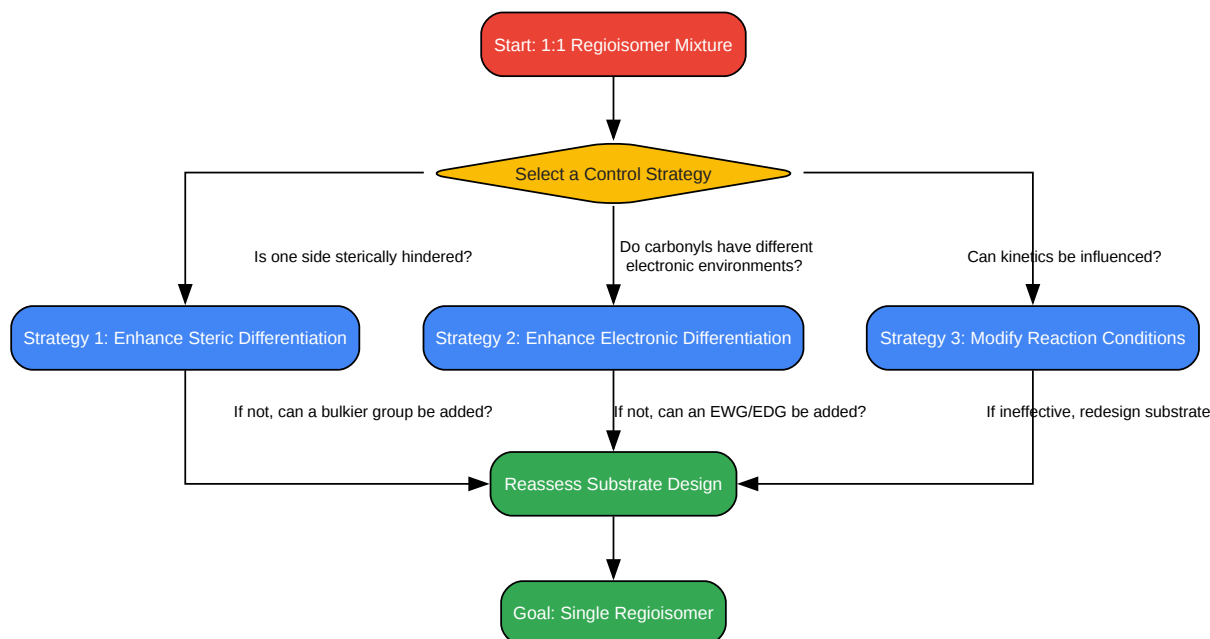 Start: 1:1 Regioisomer Mixture
Select a Control Strategy
Is one side sterically hindered?
Do carbonyls have different
electronic environments?
Can kinetics be influenced?
Strategy 1: Enhance Steric Differentiation
Strategy 2: Enhance Electronic Differentiation
Strategy 3: Modify Reaction Conditions
If not, can a bulkier group be added?
If not, can an EWG/EDG be added?
If ineffective, redesign substrate
Reassess Substrate Design
Goal: Single Regioisomer